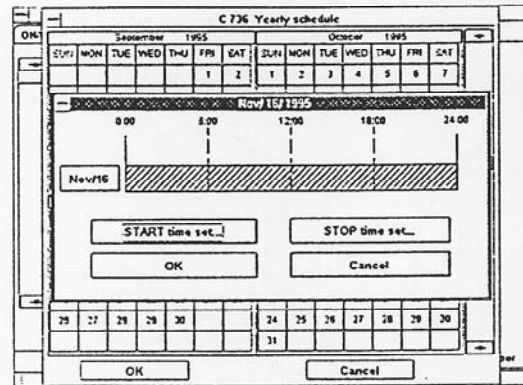 C 736 Yearly schedule
September 1995 October 1995
SUN MON TUE WED THU FRI SAT SUN MON TUE WED THU FRI SAT
1 2 1 2 3 4 5 6 7
Nov/16/1995
0:00 6:00 12:00 18:00 24:00
Nov/16
START time set... STOP time set...
OK Cancel
26 27 28 29 30 24 25 26 27 28 29 30
31
OK Cancel